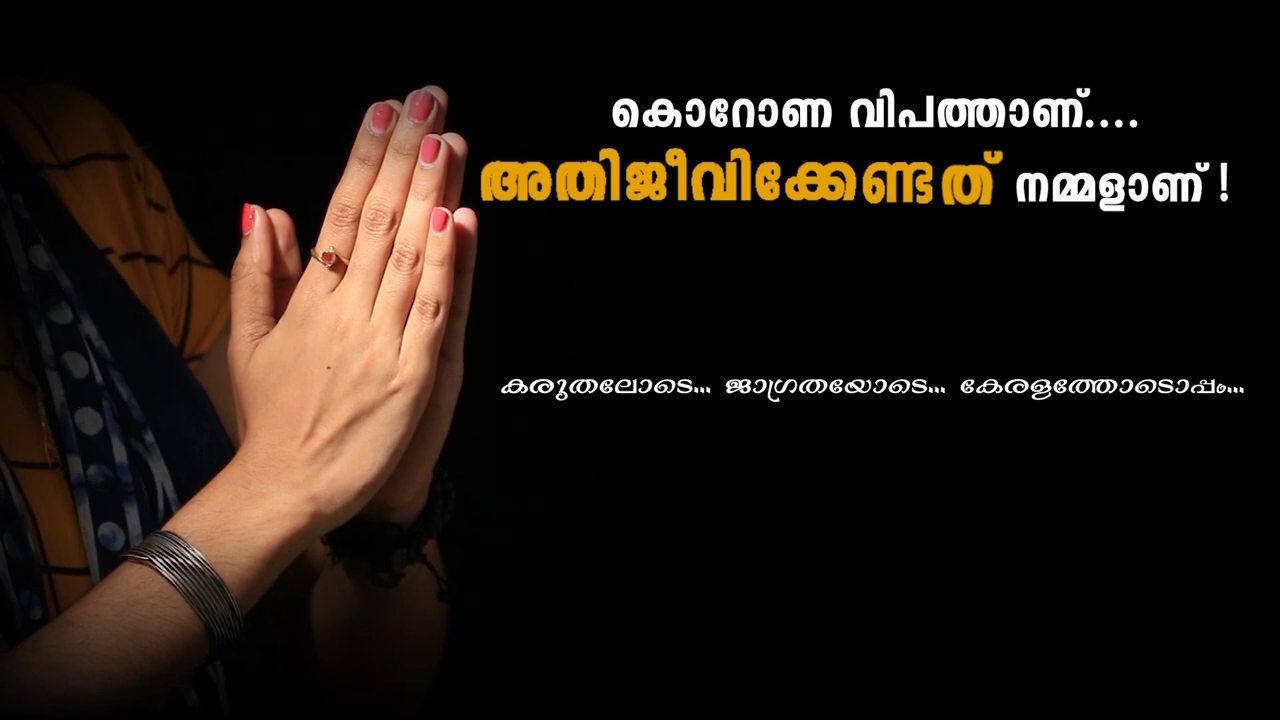 കൊറോണ വിപത്താണ്....
അതിജീവിക്കേണ്ടത് നമ്മളാണ് !
കരുതലോടെ... ജാഗ്രതയോടെ... കേരളത്തോടൊപ്പം...